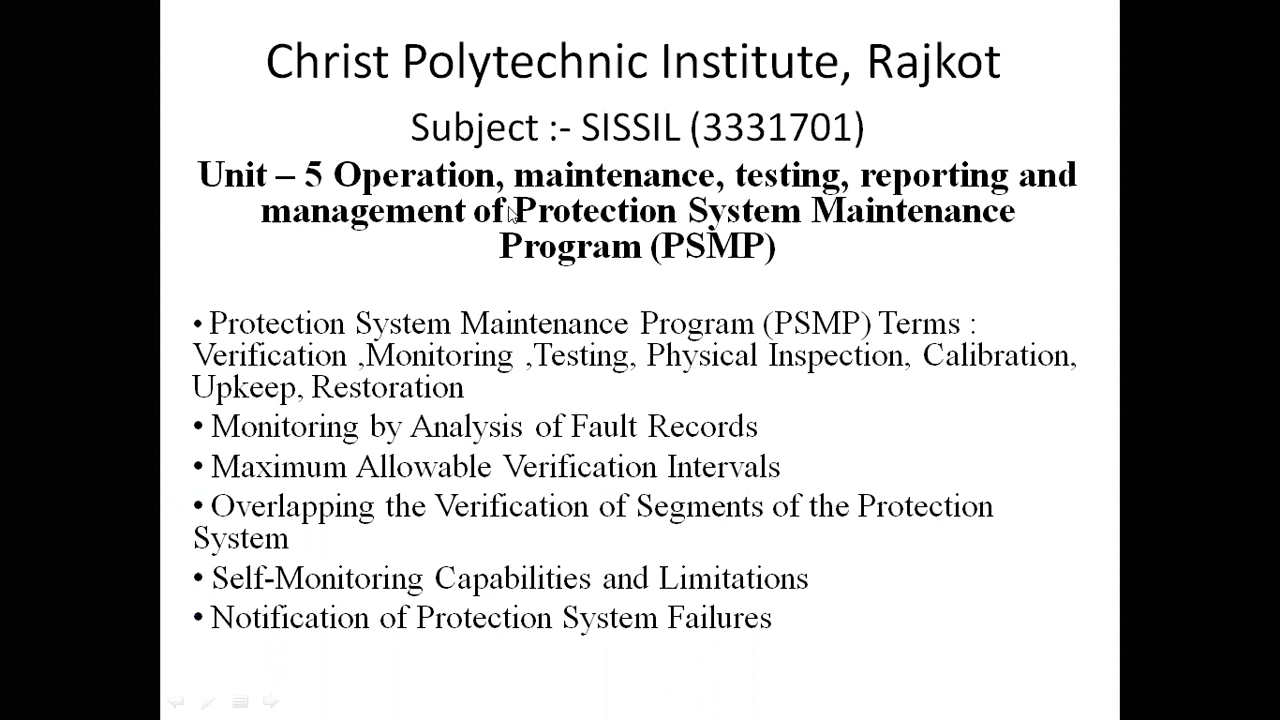 Christ Polytechnic Institute, Rajkot
Subject :- SISSIL (3331701)
Unit – 5 Operation, maintenance, testing, reporting and
management of Protection System Maintenance
Program (PSMP)
• Protection System Maintenance Program (PSMP) Terms :
Verification ,Monitoring ,Testing, Physical Inspection, Calibration,
Upkeep, Restoration
• Monitoring by Analysis of Fault Records
• Maximum Allowable Verification Intervals
• Overlapping the Verification of Segments of the Protection
System
• Self-Monitoring Capabilities and Limitations
• Notification of Protection System Failures